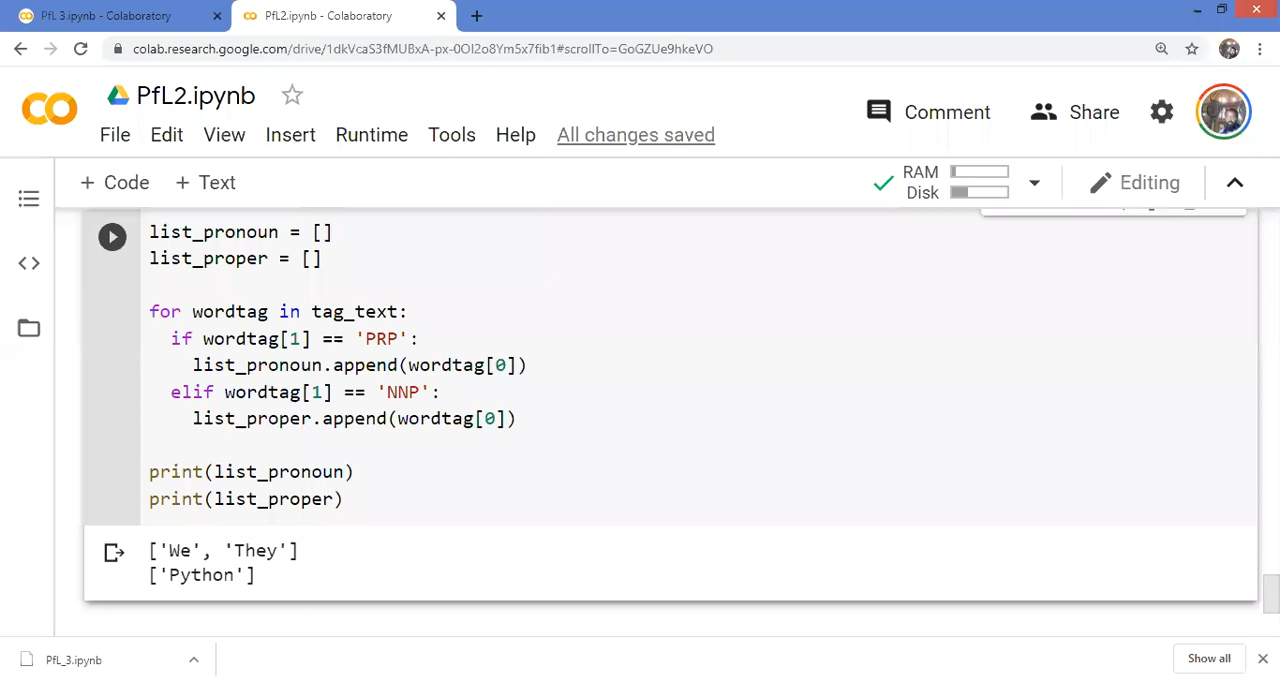 PfL 3.ipynb - Colaboratory
PfL2.ipynb - Colaboratory
colab.research.google.com/drive/1dkVcaS3fMUBxA-px-0Ol2o8Ym5x7fib1#scrollTo=GoGZUe9hkeVO
PfL2.ipynb
Comment
Share
File Edit View Insert Runtime Tools Help All changes saved
+ Code + Text
RAM
Disk
Editing
list_pronoun = []
list_proper = []
for wordtag in tag_text:
  if wordtag[1] == 'PRP':
    list_pronoun.append(wordtag[0])
  elif wordtag[1] == 'NNP':
    list_proper.append(wordtag[0])
print(list_pronoun)
print(list_proper)
['We', 'They']
['Python']
PfL_3.ipynb
Show all